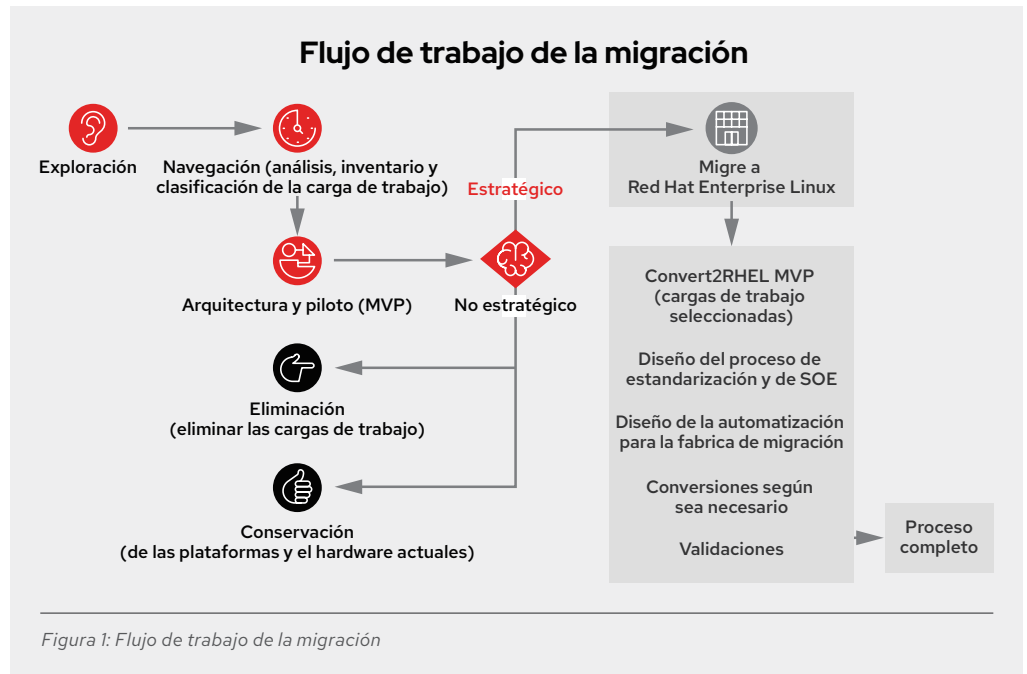 Flujo de trabajo de la migración
Exploración
Navegación (análisis, inventario y
clasificación de la carga de trabajo)
Estratégico
Migre a
Red Hat Enterprise Linux
Arquitectura y piloto (MVP)
No estratégico
Eliminación
(eliminar las cargas de trabajo)
Conservación
(de las plataformas y el hardware actuales)
Convert2RHEL MVP
(cargas de trabajo
seleccionadas)
Diseño del proceso de
estandarización y de SOE
Diseño de la automatización
para la fabrica de migración
Conversiones según
sea necesario
Validaciones
Proceso
completo
Figura 1: Flujo de trabajo de la migración